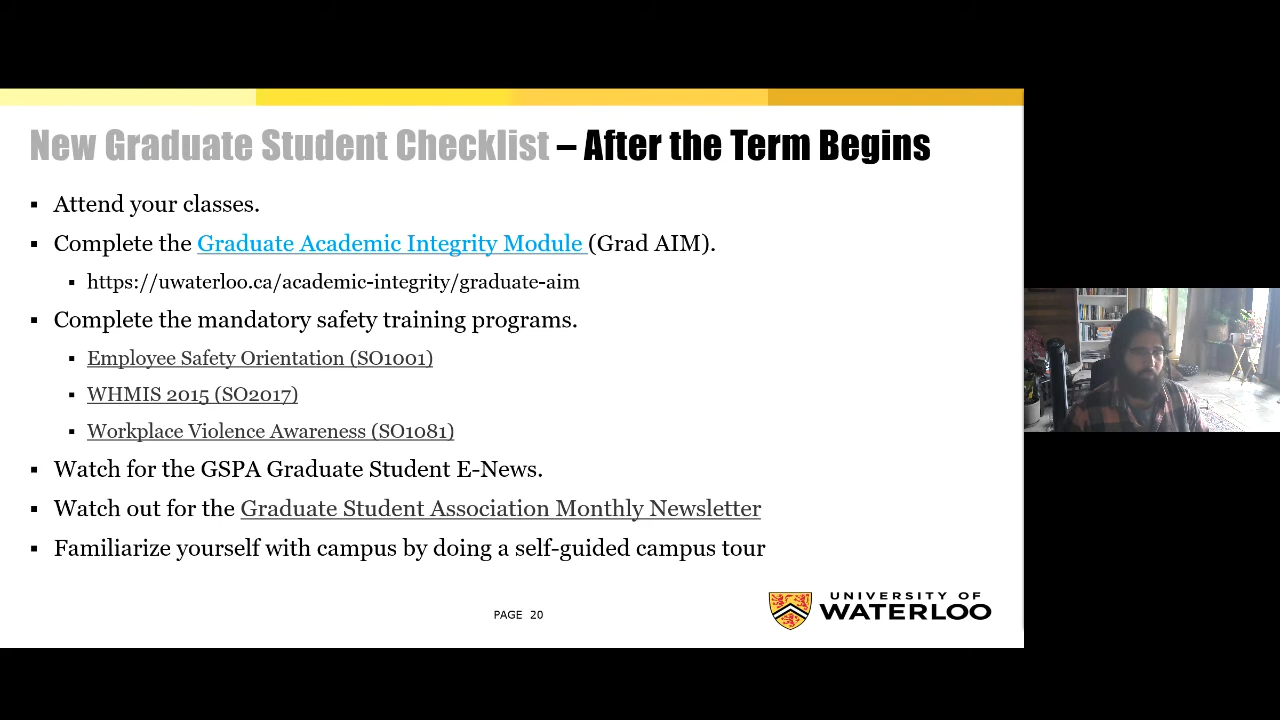 New Graduate Student Checklist – After the Term Begins
▪ Attend your classes.
▪ Complete the Graduate Academic Integrity Module (Grad AIM).
▪ https://uwaterloo.ca/academic-integrity/graduate-aim
▪ Complete the mandatory safety training programs.
▪ Employee Safety Orientation (SO1001)
▪ WHMIS 2015 (SO2017)
▪ Workplace Violence Awareness (SO1081)
▪ Watch for the GSPA Graduate Student E-News.
▪ Watch out for the Graduate Student Association Monthly Newsletter
▪ Familiarize yourself with campus by doing a self-guided campus tour
PAGE 20
UNIVERSITY OF
WATERLOO